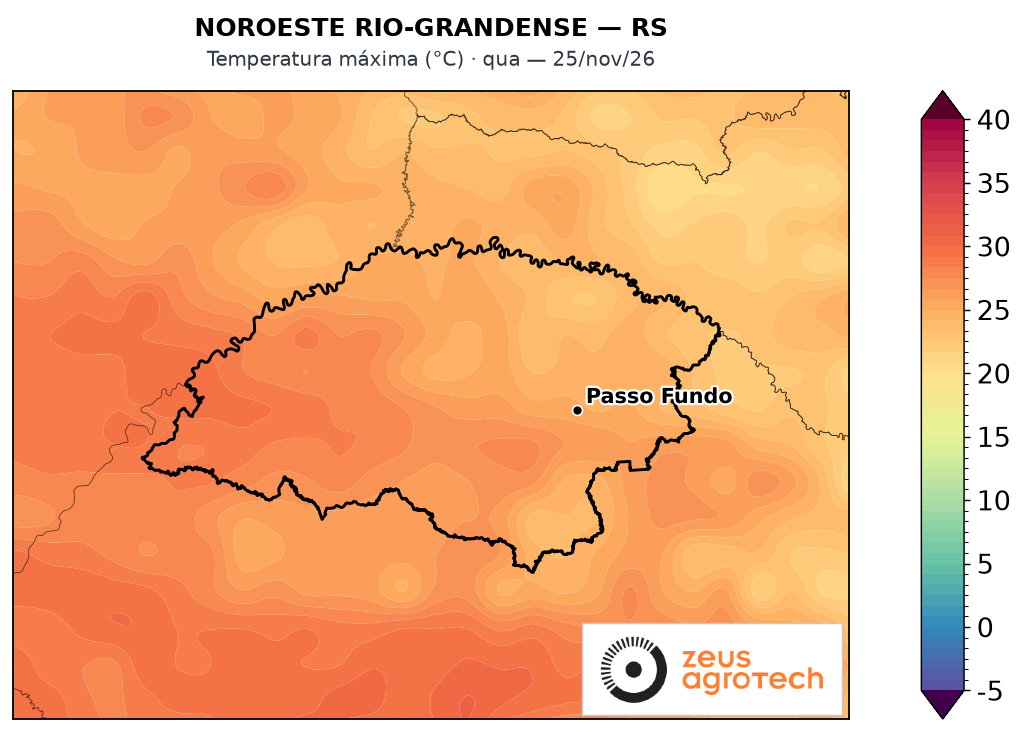 NOROESTE RIO-GRANDENSE — RS
Temperatura máxima (°C) · qua — 25/nov/26
40
35
30
25
20
15
10
5
0
-5
Passo Fundo
zeus
agrotech